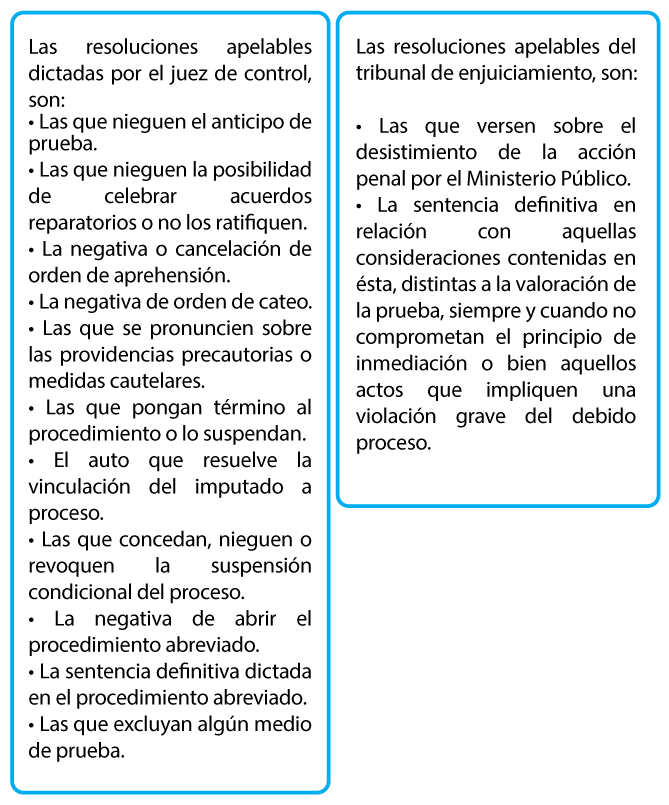 Las resoluciones apelables
dictadas por el juez de control,
son:
• Las que nieguen el anticipo de
prueba.
• Las que nieguen la posibilidad
de celebrar acuerdos
reparatorios o no los ratifiquen.
• La negativa o cancelación de
orden de aprehensión.
• La negativa de orden de cateo.
• Las que se pronuncien sobre
las providencias precautorias o
medidas cautelares.
• Las que pongan término al
procedimiento o lo suspendan.
• El auto que resuelve la
vinculación del imputado a
proceso.
• Las que concedan, nieguen o
revoquen la suspensión
condicional del proceso.
• La negativa de abrir el
procedimiento abreviado.
• La sentencia definitiva dictada
en el procedimiento abreviado.
• Las que excluyan algún medio
de prueba.
Las resoluciones apelables del
tribunal de enjuiciamiento, son:
• Las que versen sobre el
desistimiento de la acción
penal por el Ministerio Público.
• La sentencia definitiva en
relación con aquellas
consideraciones contenidas en
ésta, distintas a la valoración de
la prueba, siempre y cuando no
comprometan el principio de
inmediación o bien aquellos
actos que impliquen una
violación grave del debido
proceso.